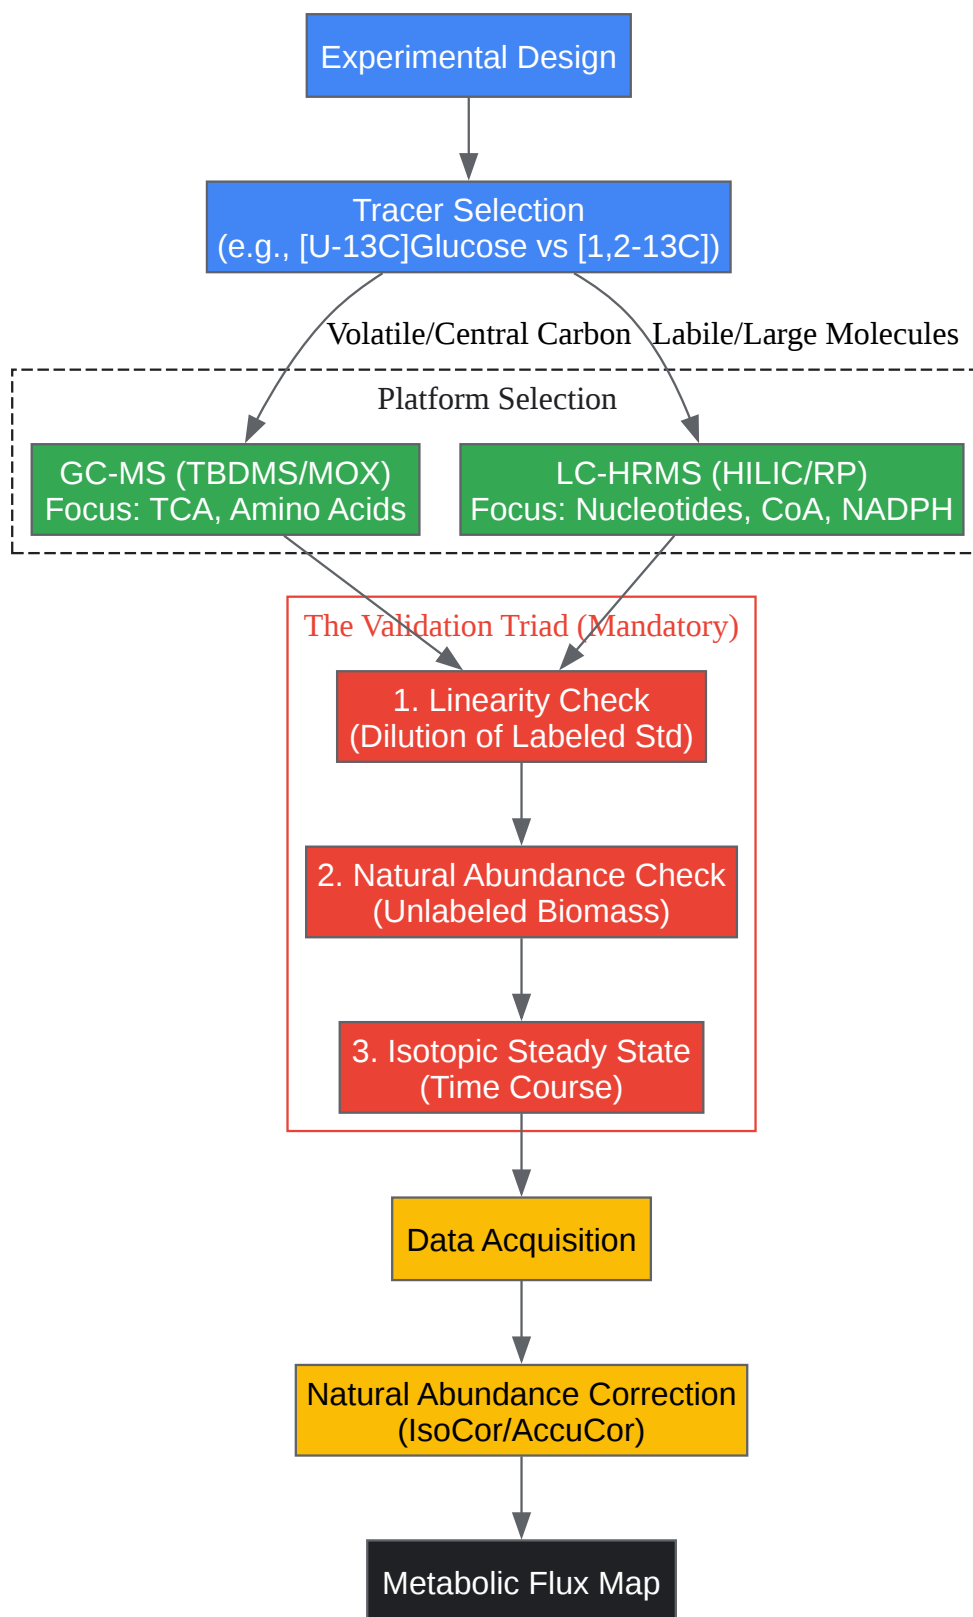 Experimental Design
Tracer Selection
(e.g., [U-13C]Glucose vs [1,2-13C])
Volatile/Central Carbon
Labile/Large Molecules
Platform Selection
GC-MS (TBDMS/MOX)
Focus: TCA, Amino Acids
LC-HRMS (HILIC/RP)
Focus: Nucleotides, CoA, NADPH
The Validation Triad (Mandatory)
1. Linearity Check
(Dilution of Labeled Std)
2. Natural Abundance Check
(Unlabeled Biomass)
3. Isotopic Steady State
(Time Course)
Data Acquisition
Natural Abundance Correction
(IsoCor/AccuCor)
Metabolic Flux Map